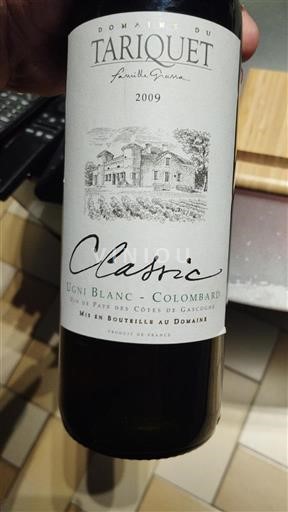 DOMAINE DU
TARIQUET
famille Grassa
2009
Classic
UGNI BLANC - COLOMBARD
VIN DE PAYS DES CÔTES DE GASCOGNE
MIS EN BOUTEILLE AU DOMAINE
PRODUIT DE FRANCE